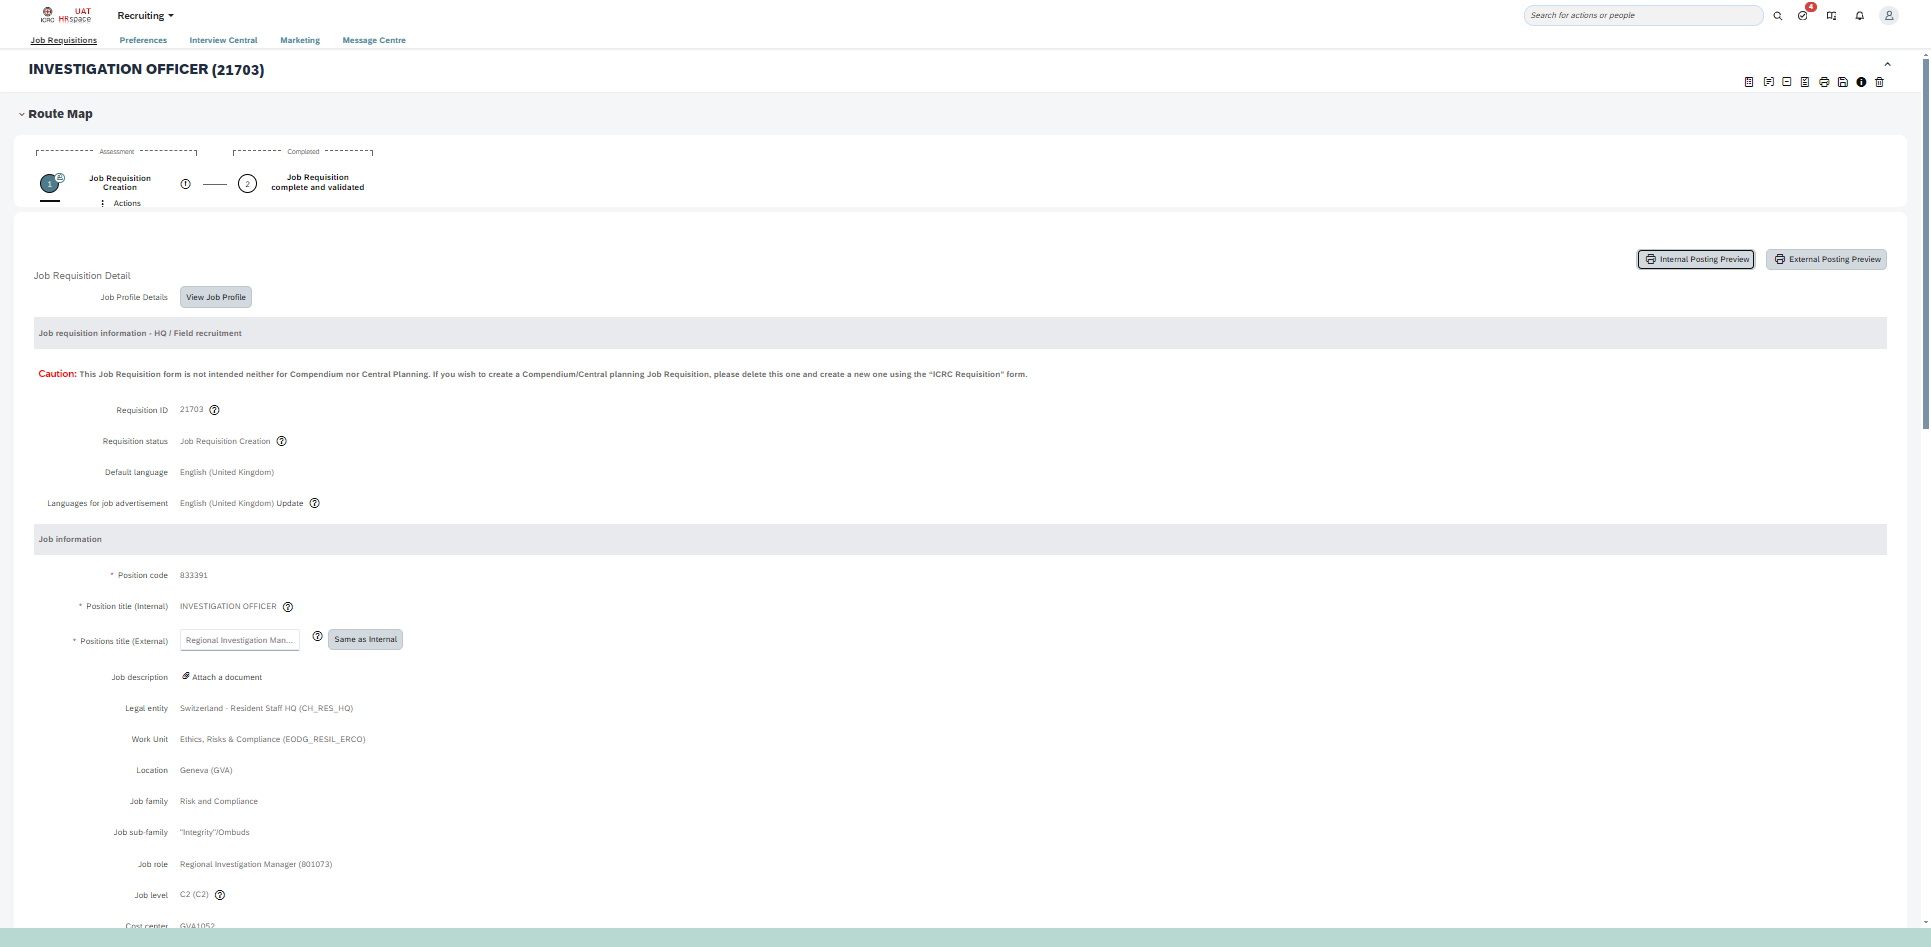 ICRC UAT HRspace
Recruiting
Search for actions or people
4
Job Requisitions Preferences Interview Central Marketing Message Centre
INVESTIGATION OFFICER (21703)
Route Map
Assessment
Completed
1 Job Requisition Creation 1
2 Job Requisition complete and validated
Actions
Internal Posting Preview External Posting Preview
Job Requisition Detail
Job Profile Details View Job Profile
Job requisition information - HQ / Field recruitment
Caution: This Job Requisition form is not intended neither for Compendium nor Central Planning. If you wish to create a Compendium/Central planning Job Requisition, please delete this one and create a new one using the “ICRC Requisition” form.
Requisition ID 21703
Requisition status Job Requisition Creation
Default language English (United Kingdom)
Languages for job advertisement English (United Kingdom) Update
Job information
* Position code 833391
* Position title (Internal) INVESTIGATION OFFICER
* Positions title (External) Regional Investigation Man... Same as Internal
Job description Attach a document
Legal entity Switzerland - Resident Staff HQ (CH_RES_HQ)
Work Unit Ethics, Risks & Compliance (EODG_RESIL_ERCO)
Location Geneva (GVA)
Job family Risk and Compliance
Job sub-family "Integrity"/Ombuds
Job role Regional Investigation Manager (801073)
Job level C2 (C2)
Cost center GVA1052